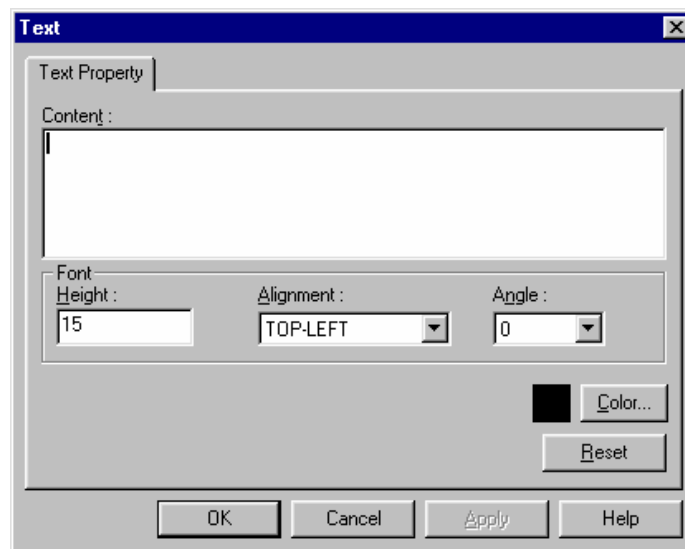 Text
Text Property
Content :
Font
Height : Alignment : Angle :
15 TOP-LEFT 0
Color...
Reset
OK Cancel Apply Help